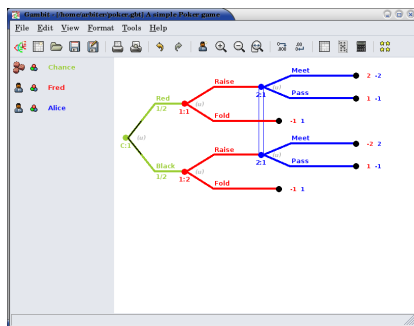 Gambit - [/home/arbiter/poker.gbt] A simple Poker game
File Edit View Format Tools Help
Chance
Fred
Alice
Meet
2 -2
Raise
2:1
Pass
1 -1
Red
1/2
1:1
Fold
-1 1
C:1
Meet
-2 2
Raise
2:1
Pass
1 -1
Black
1/2
1:2
Fold
-1 1